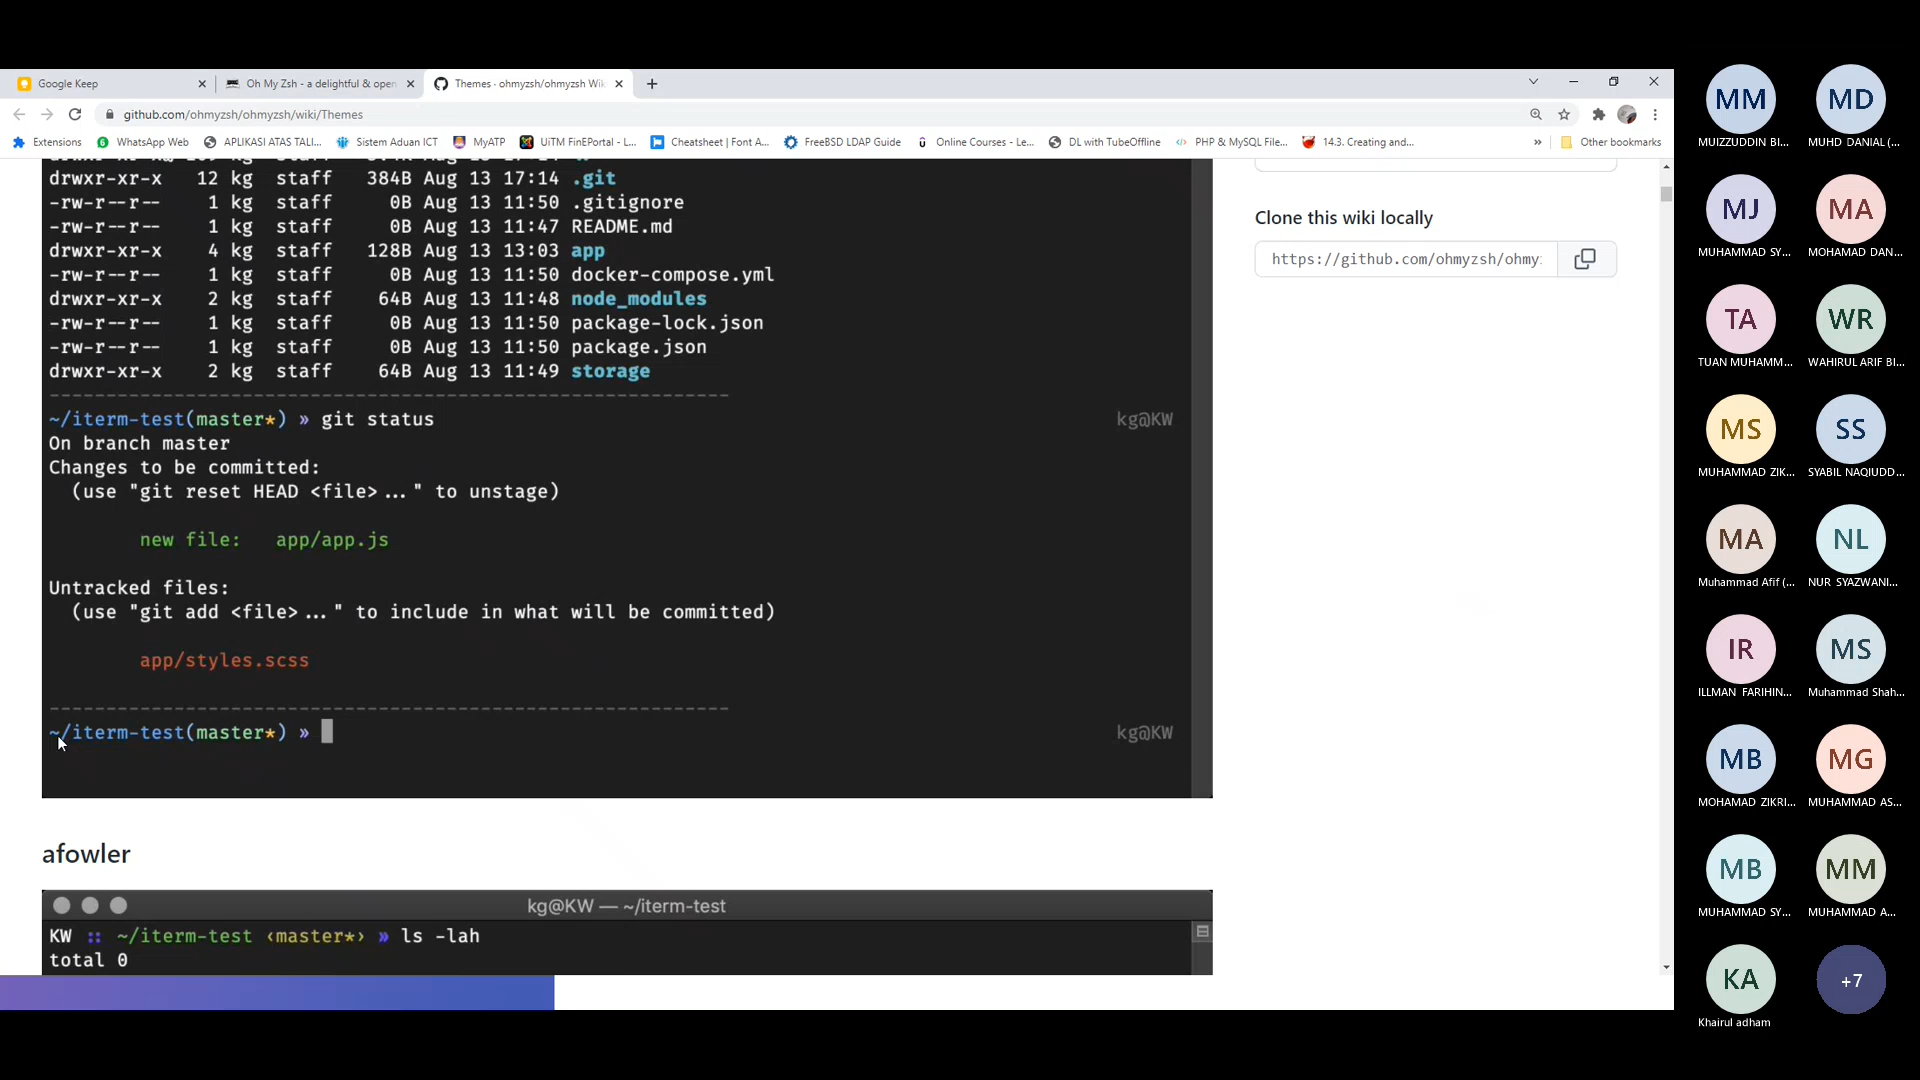 Google Keep
Oh My Zsh - a delightful & open
Themes · ohmyzsh/ohmyzsh Wik
github.com/ohmyzsh/ohmyzsh/wiki/Themes
Extensions
WhatsApp Web
APLIKASI ATAS TALI...
Sistem Aduan ICT
MyATP
UiTM FinEPortal - L...
Cheatsheet | Font A...
FreeBSD LDAP Guide
Online Courses - Le...
DL with TubeOffline
PHP & MySQL File...
14.3. Creating and...
»
Other bookmarks
drwxr-xr-x 12 kg staff 384B Aug 13 17:14 .git
-rw-r--r-- 1 kg staff 0B Aug 13 11:50 .gitignore
-rw-r--r-- 1 kg staff 0B Aug 13 11:47 README.md
drwxr-xr-x 4 kg staff 128B Aug 13 13:03 app
-rw-r--r-- 1 kg staff 0B Aug 13 11:50 docker-compose.yml
drwxr-xr-x 2 kg staff 64B Aug 13 11:48 node_modules
-rw-r--r-- 1 kg staff 0B Aug 13 11:50 package-lock.json
-rw-r--r-- 1 kg staff 0B Aug 13 11:50 package.json
drwxr-xr-x 2 kg staff 64B Aug 13 11:49 storage
~/iterm-test(master*) » git status kg@KW
On branch master
Changes to be committed:
(use "git reset HEAD <file>..." to unstage)
new file: app/app.js
Untracked files:
(use "git add <file>..." to include in what will be committed)
app/styles.scss
~/iterm-test(master*) » kg@KW
afowler
kg@KW — ~/iterm-test
KW :: ~/iterm-test ‹master*› » ls -lah
total 0
Clone this wiki locally
https://github.com/ohmyzsh/ohmy
MM
MUIZZUDDIN BI...
MD
MUHD DANIAL (...
MJ
MUHAMMAD SY...
MA
MOHAMAD DAN...
TA
TUAN MUHAMM...
WR
WAHIRUL ARIF BI...
MS
MUHAMMAD ZIK...
SS
SYABIL NAQIUDD...
MA
Muhammad Afif (...
NL
NUR SYAZWANI...
IR
ILLMAN FARIHIN...
MS
Muhammad Shah...
MB
MOHAMAD ZIKRI...
MG
MUHAMMAD AS...
MB
MUHAMMAD SY...
MM
MUHAMMAD A...
KA
Khairul adham
+7